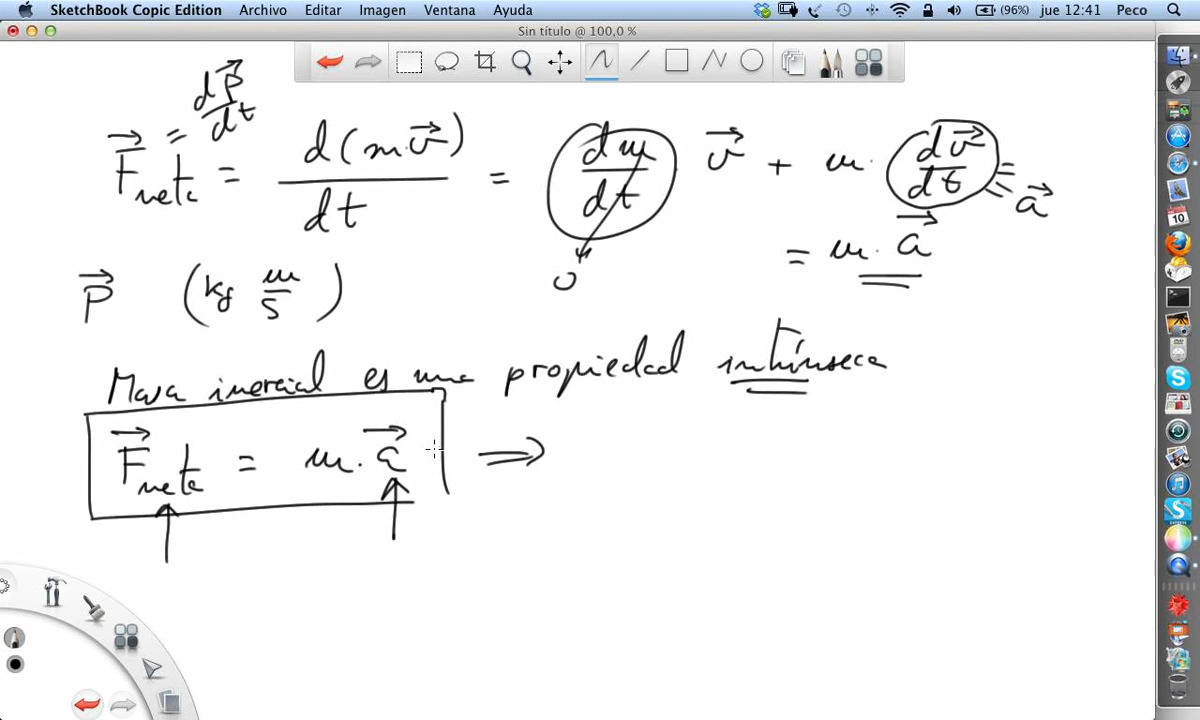 SketchBook Copic Edition Archivo Editar Imagen Ventana Ayuda (96%) jue 12:41 Peco
Sin título @ 100,0 %
F⃗neta = dp⃗/dt = d(m·v⃗)/dt = dm/dt v⃗ + m· dv⃗/dt = a⃗
0
= m·a⃗
p⃗ (kg m/s)
Masa inercial es una propiedad intrínseca
F⃗neta = m·a⃗ ⇒
10